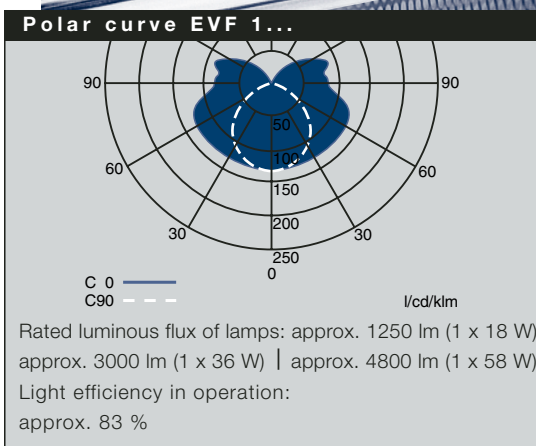 Polar curve EVF 1...
90 90
50
60 100 60
150
30 200 30
250
0
C 0
C90 I/cd/klm
Rated luminous flux of lamps: approx. 1250 lm (1 x 18 W)
approx. 3000 lm (1 x 36 W) | approx. 4800 lm (1 x 58 W)
Light efficiency in operation:
approx. 83 %